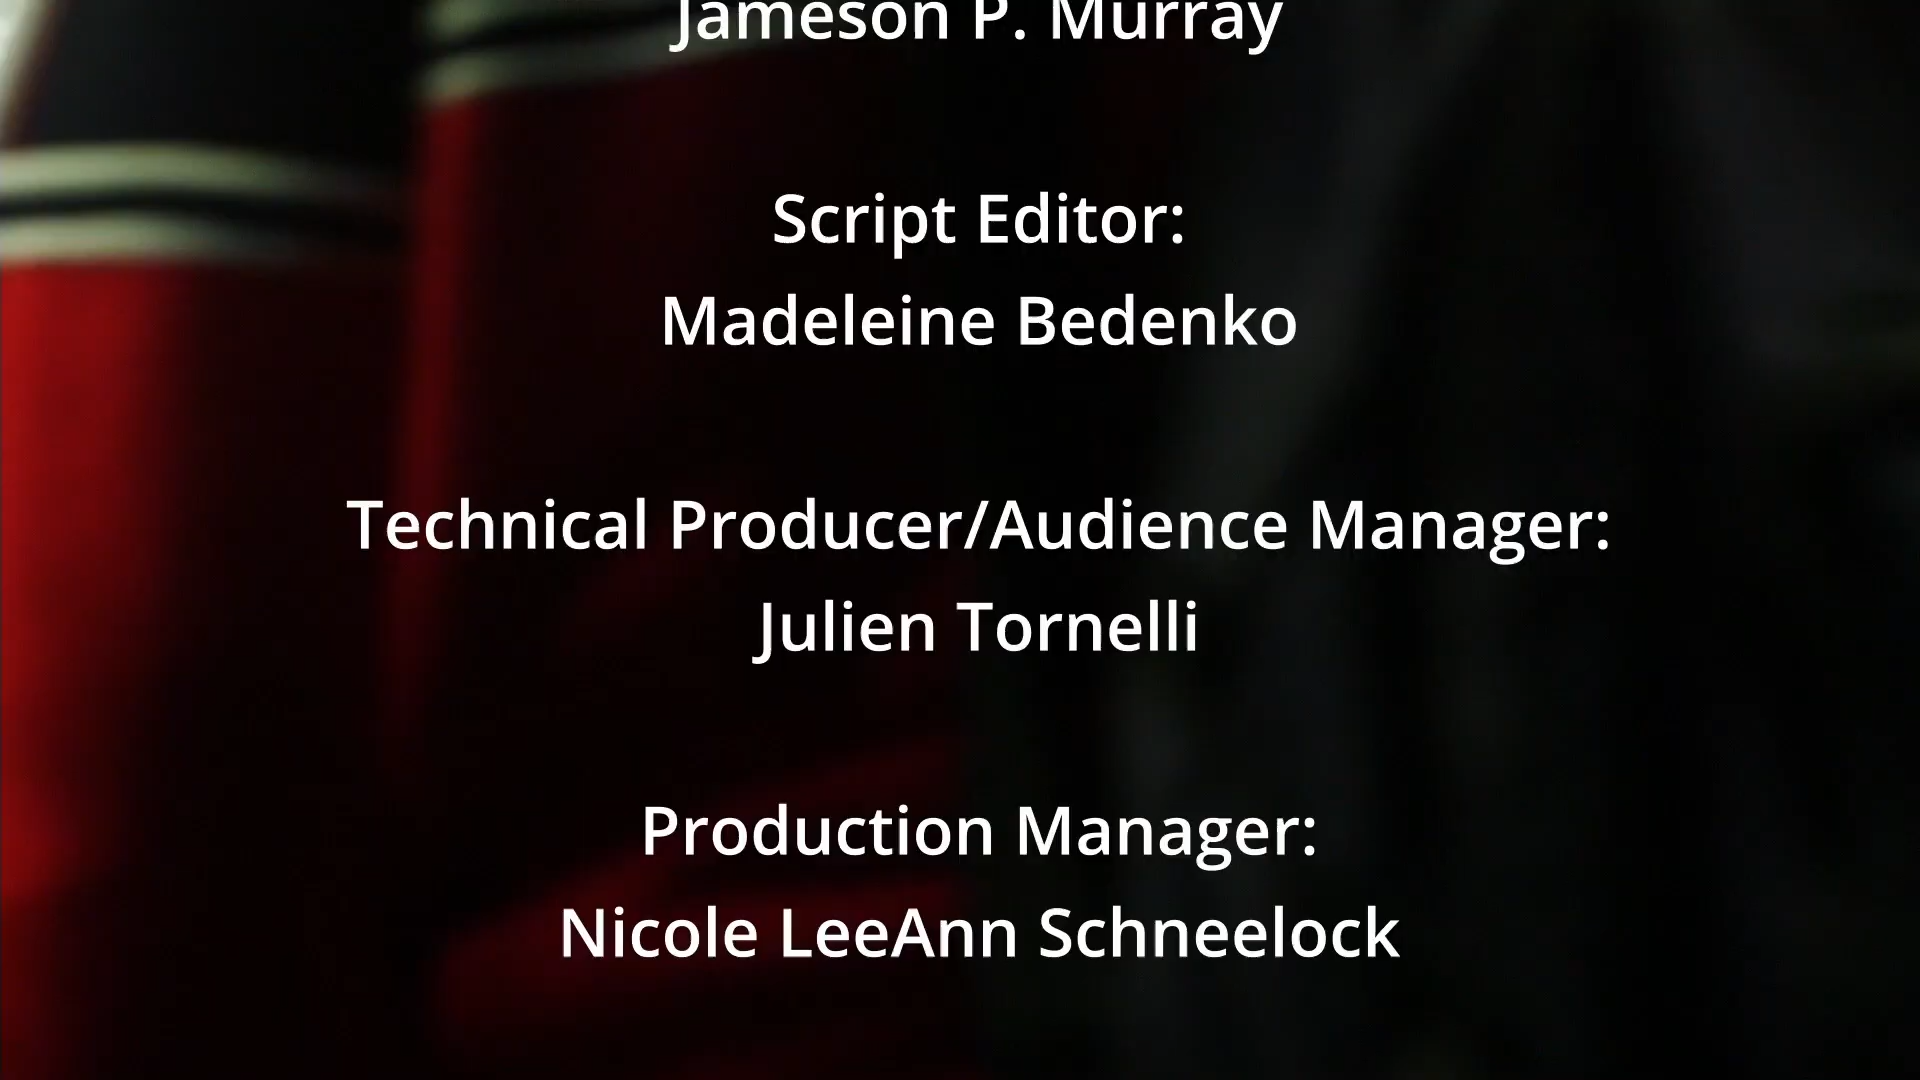 Jameson P. Murray
Script Editor:
Madeleine Bedenko
Technical Producer/Audience Manager:
Julien Tornelli
Production Manager:
Nicole LeeAnn Schneelock